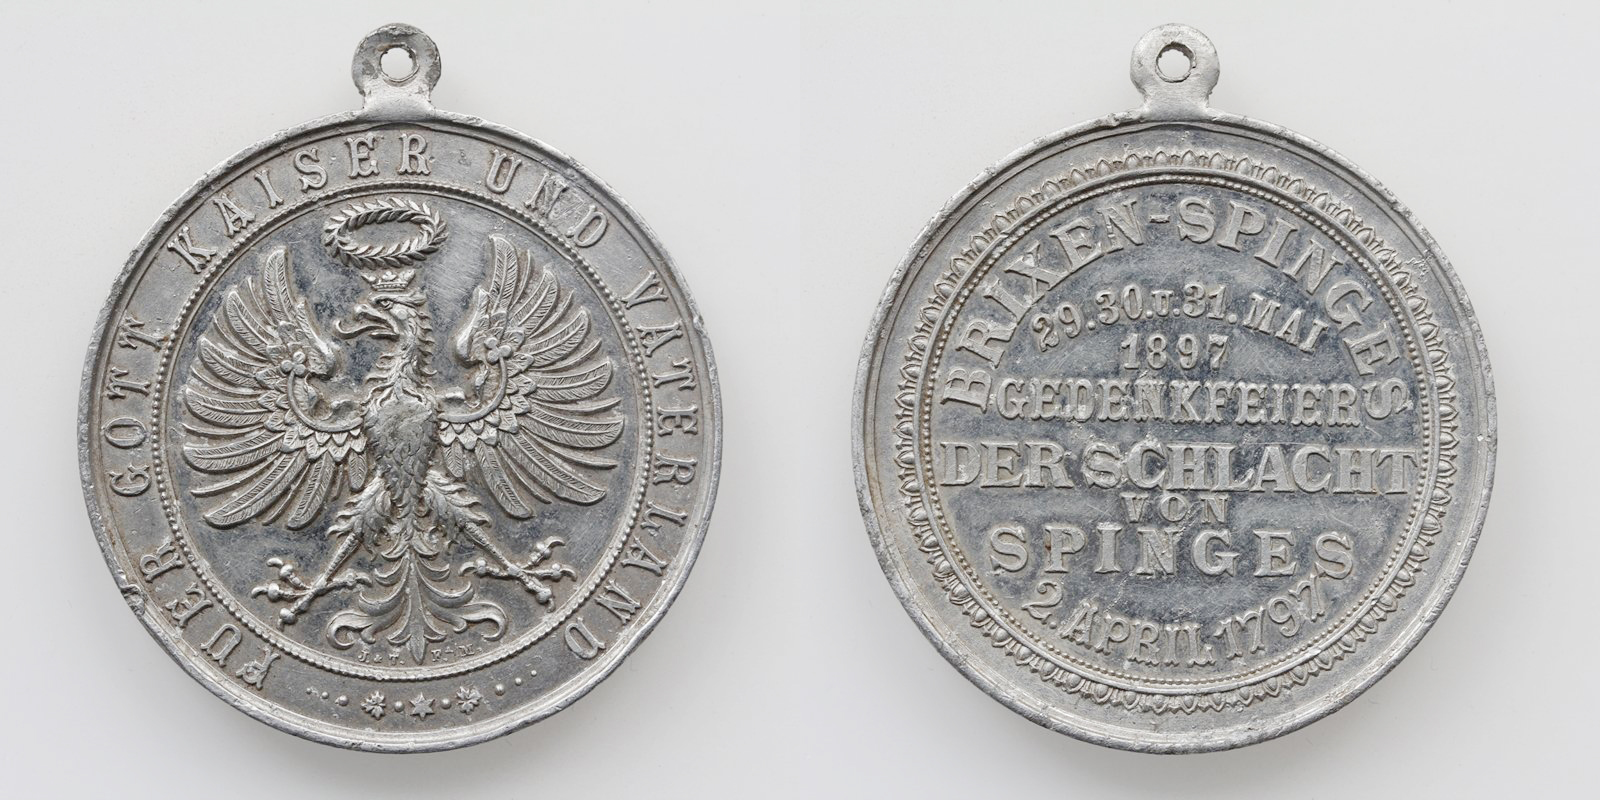 FUER GOTT KAISER UND VATERLAND
J & T. F. M.
BRIXEN-SPINGES
29.30.U.31. MAI
1897
GEDENKFEIER
DER SCHLACHT
VON
SPINGES
2. APRIL 1797